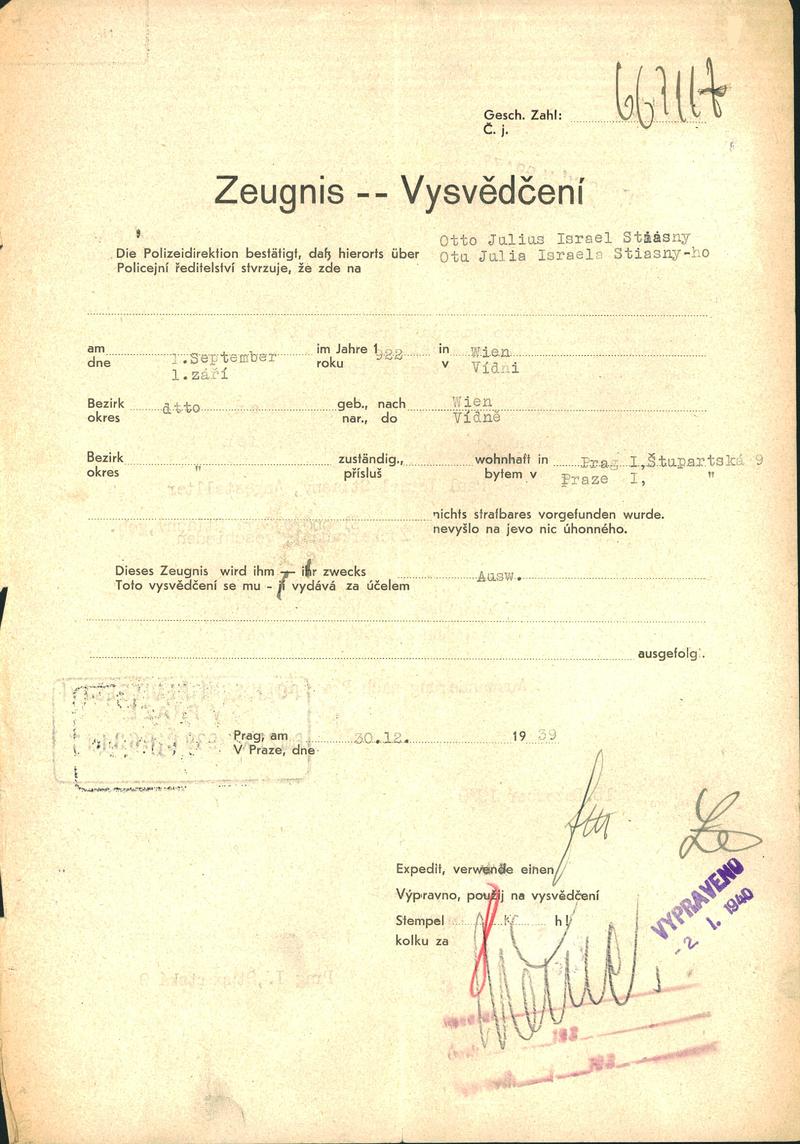 Gesch. Zahl:
Č. j.
Zeugnis -- Vysvědčení
Otto Julius Israel Stiasny
Die Polizeidirektion bestätigt, daß hierorts über
Otu Julia Israela Stiasny-ho
Policejní ředitelství stvrzuje, že zde na
am 1.September im Jahre 1922 in Wien
dne 1.září roku v Vídni
Bezirk dtto geb., nach Wien
okres nar., do Vídně
Bezirk zuständig., wohnhaft in Prag I,Štupartská 9
okres " přísluš bytem v Praze I, "
nichts strafbares vorgefunden wurde.
nevyšlo na jevo nic úhonného.
Dieses Zeugnis wird ihm - ihr zwecks Ausw.
Toto vysvědčení se mu - jí vydává za účelem
ausgefolg.
Prag, am 30.12. 19 39
V Praze, dne
Expedit, verwende einen
Výpravno, použij na vysvědčení
Stempel Kč h!
kolku za
VYPRAVENO
- 2. I. 1940